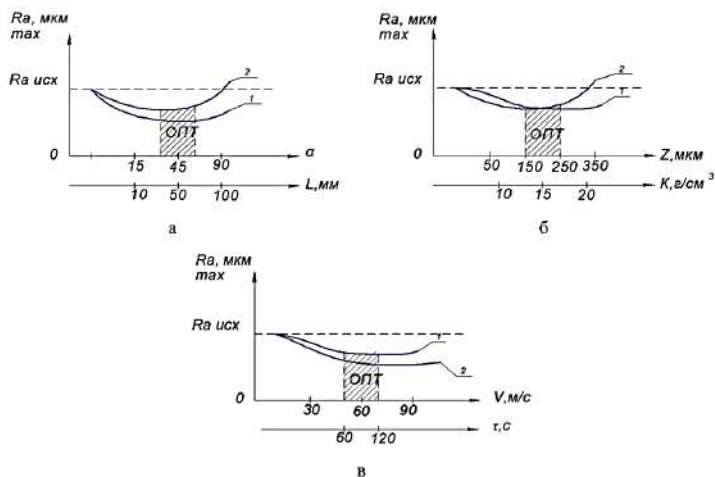 Ra, мкм
max
Ra исх
2
1
ОПТ
0
15 45 90 α
10 50 100 L,мм
а
Ra, мкм
max
Ra исх
2
1
ОПТ
0
50 150 250 350 Z,мкм
10 15 20 К,г/см 3
б
Ra, мкм
max
Ra исх
1
2
ОПТ
0
30 60 90 V,м/с
60 120 τ,с
в